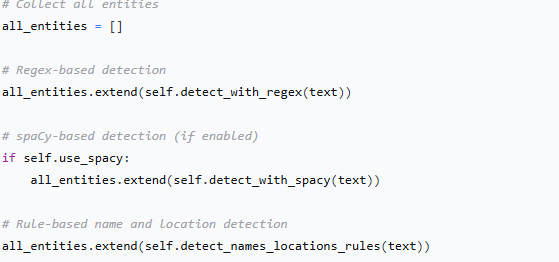 # Collect all entities
all_entities = []
# Regex-based detection
all_entities.extend(self.detect_with_regex(text))
# spaCy-based detection (if enabled)
if self.use_spacy:
    all_entities.extend(self.detect_with_spacy(text))
# Rule-based name and location detection
all_entities.extend(self.detect_names_locations_rules(text))